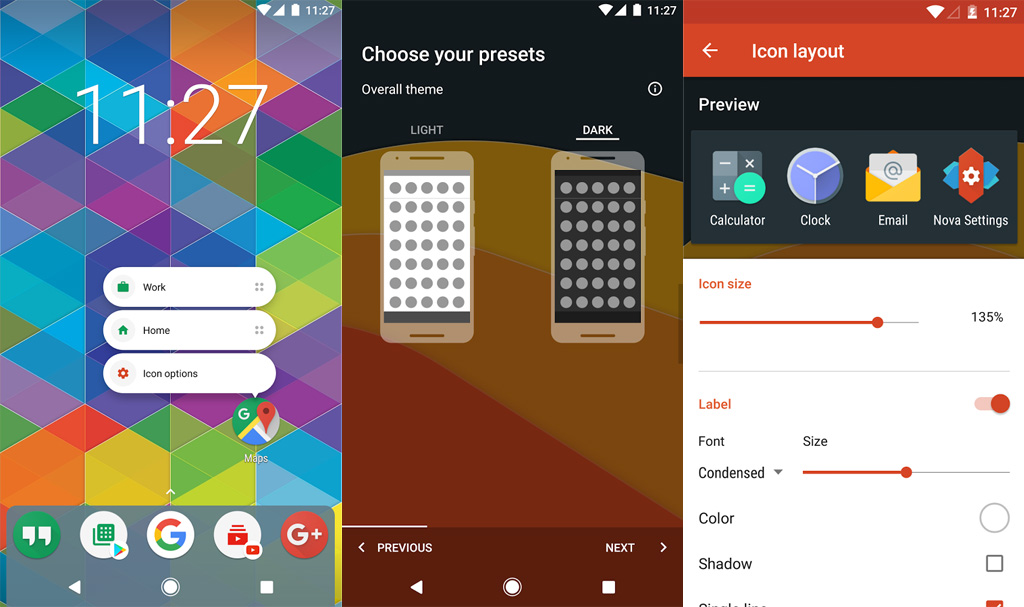 11:27
11:27
Work
Home
Icon options
G
Maps
G
G+
11:27
Choose your presets
Overall theme
LIGHT
DARK
PREVIOUS
NEXT
11:27
Icon layout
Preview
Calculator
Clock
Email
Nova Settings
Icon size
135%
Label
Font
Size
Condensed
Color
Shadow